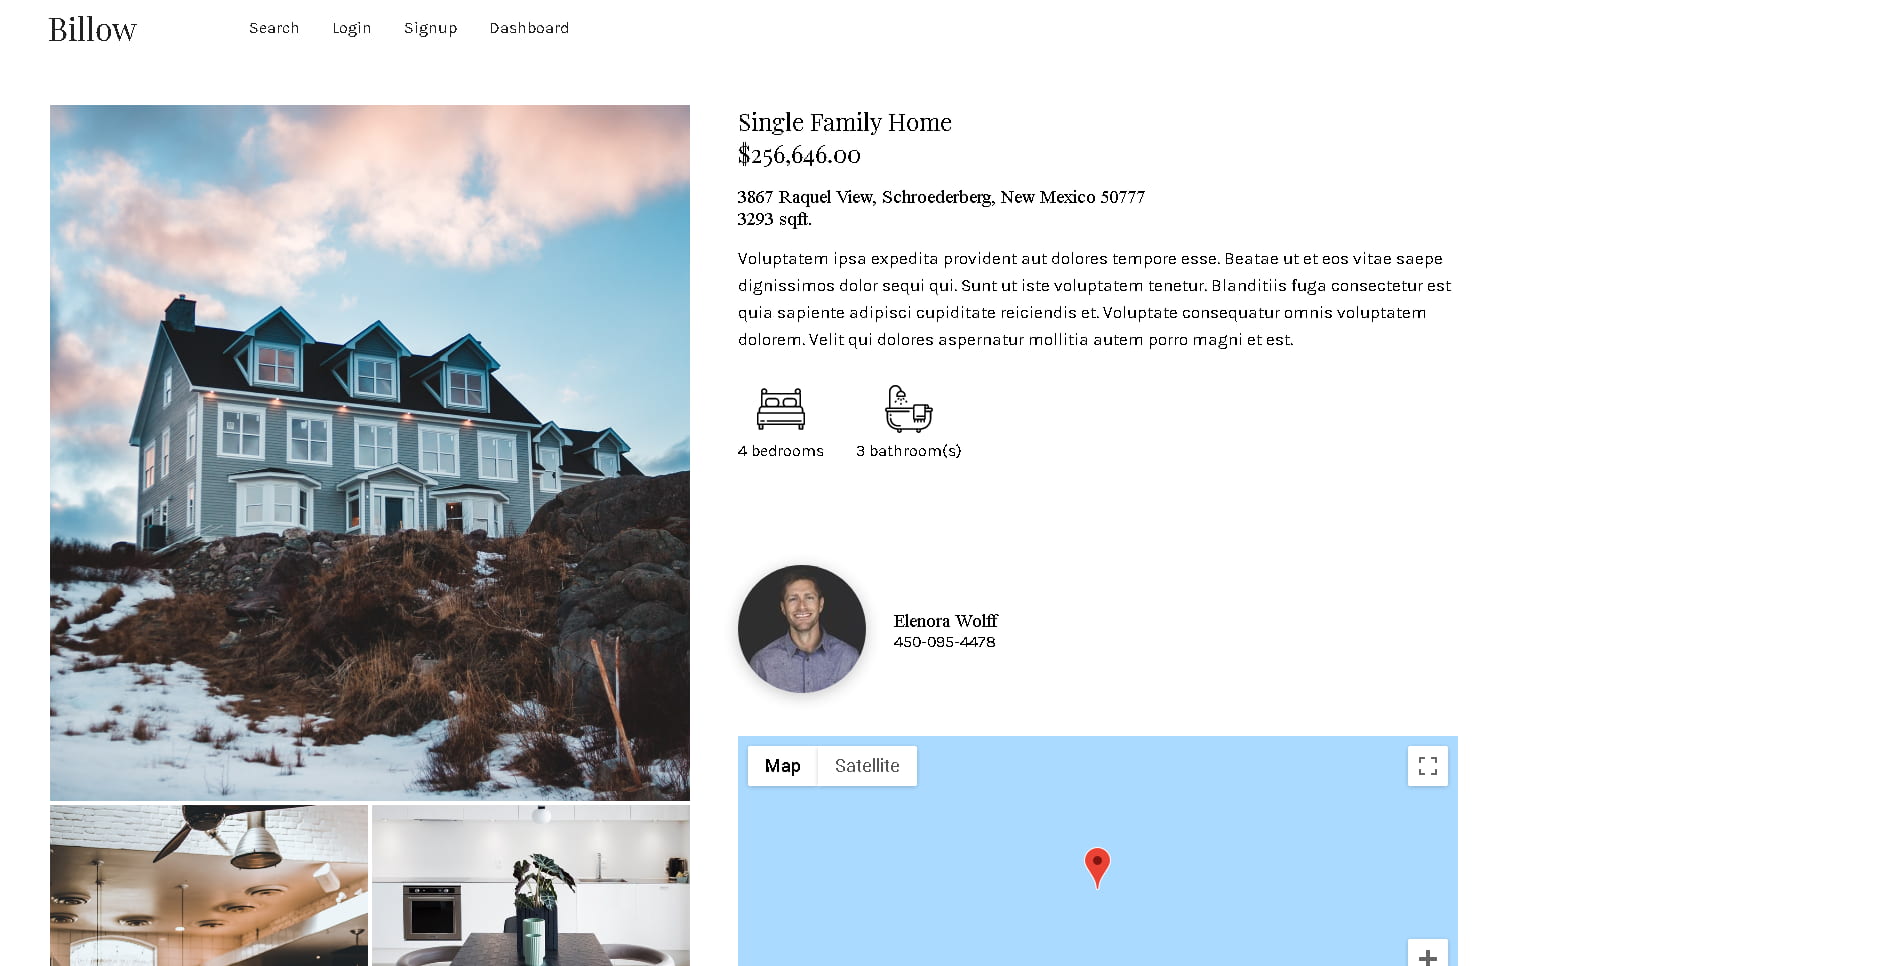 Billow
Search
Login
Signup
Dashboard
Single Family Home
$256,646.00
3867 Raquel View, Schroederberg, New Mexico 50777
3293 sqft.
Voluptatem ipsa expedita provident aut dolores tempore esse. Beatae ut et eos vitae saepe
dignissimos dolor sequi qui. Sunt ut iste voluptatem tenetur. Blanditiis fuga consectetur est
quia sapiente adipisci cupiditate reiciendis et. Voluptate consequatur omnis voluptatem
dolorem. Velit qui dolores aspernatur mollitia autem porro magni et est.
4 bedrooms
3 bathroom(s)
Elenora Wolff
450-095-4478
Map
Satellite